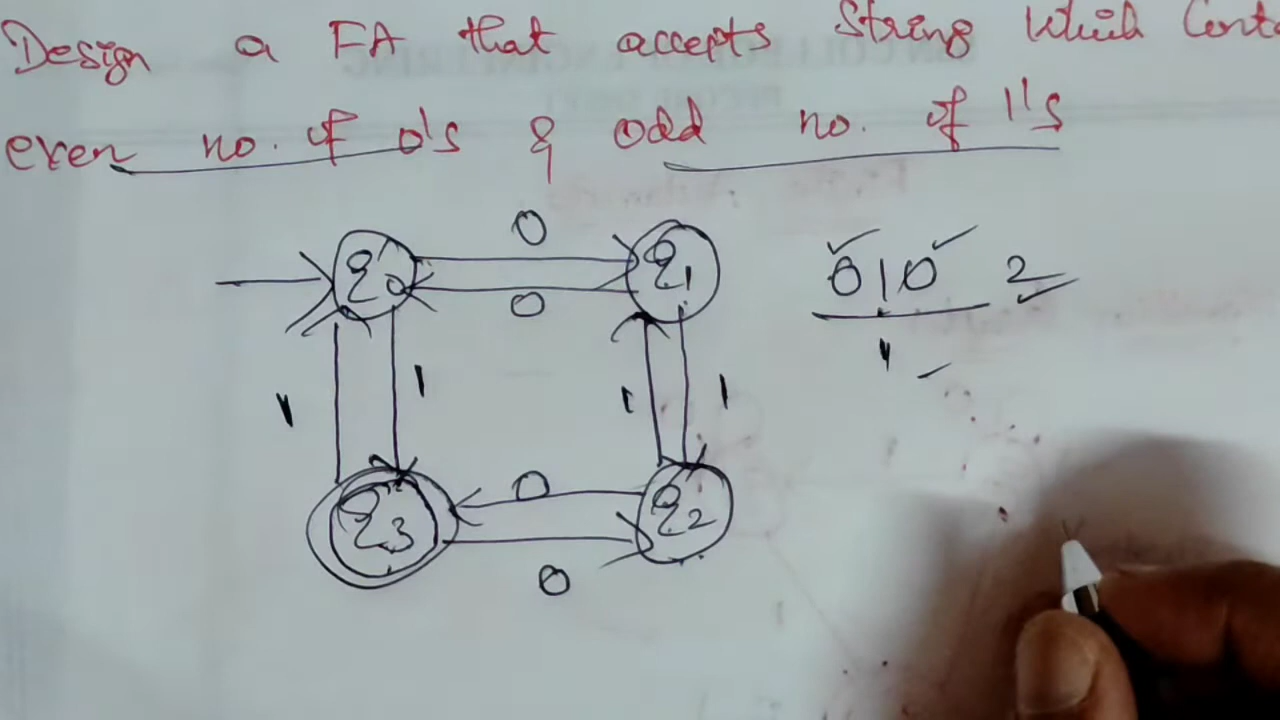 Design a FA that accepts String Which Conta
even no. of 0's & odd no. of 1's
0
q0 q1
0
010 2
1
1 1 1 1
0
q3 q2
0